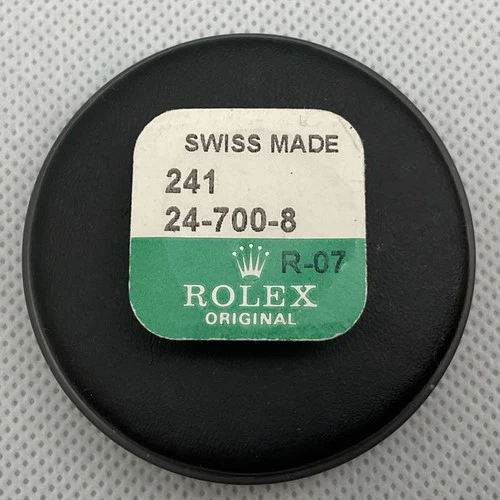 SWISS MADE
241
24-700-8
R-07
ROLEX
ORIGINAL